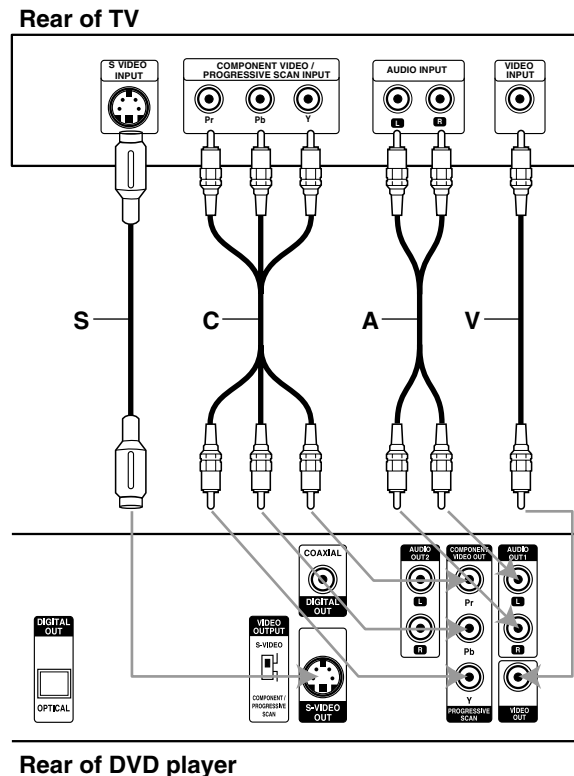 Rear of TV
S VIDEO
INPUT
COMPONENT VIDEO /
PROGRESSIVE SCAN INPUT
Pr
Pb
Y
AUDIO INPUT
L
R
VIDEO
INPUT
S
C
A
V
COAXIAL
DIGITAL
OUT
AUDIO
OUT2
L
R
COMPONENT
VIDEO OUT
Pr
Pb
Y
PROGRESSIVE
SCAN
AUDIO
OUT1
L
R
VIDEO
OUT
DIGITAL
OUT
OPTICAL
VIDEO
OUTPUT
S-VIDEO
COMPONENT /
PROGRESSIVE
SCAN
S-VIDEO
OUT
Rear of DVD player